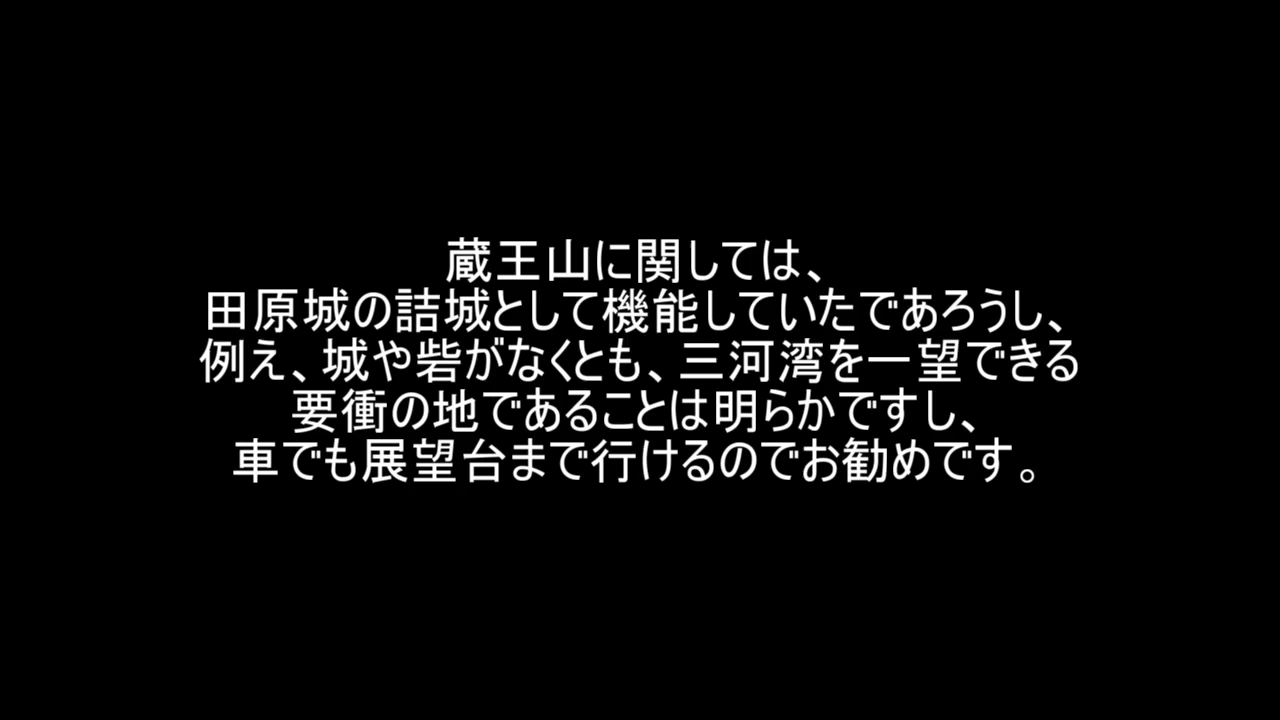 蔵王山に関しては、
田原城の詰城として機能していたであろうし、
例え、城や砦がなくとも、三河湾を一望できる
要衝の地であることは明らかですし、
車でも展望台まで行けるのでお勧めです。